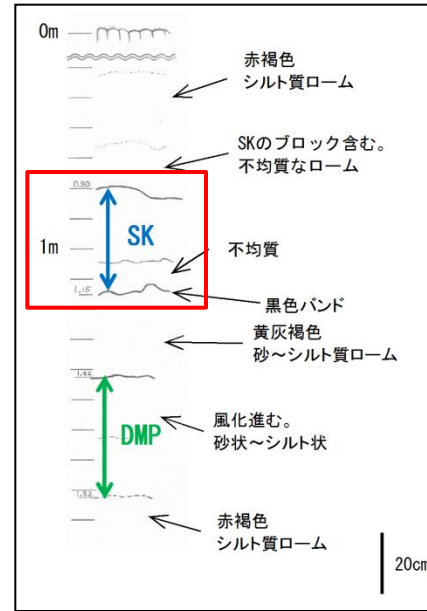 0m
赤褐色
シルト質ローム
SKのブロック含む。
不均質なローム
0.80
SK
1m
不均質
1.15
黒色バンド
黄灰褐色
砂～シルト質ローム
1.42
DMP
風化進む。
砂状～シルト状
1.82
赤褐色
シルト質ローム
20cm